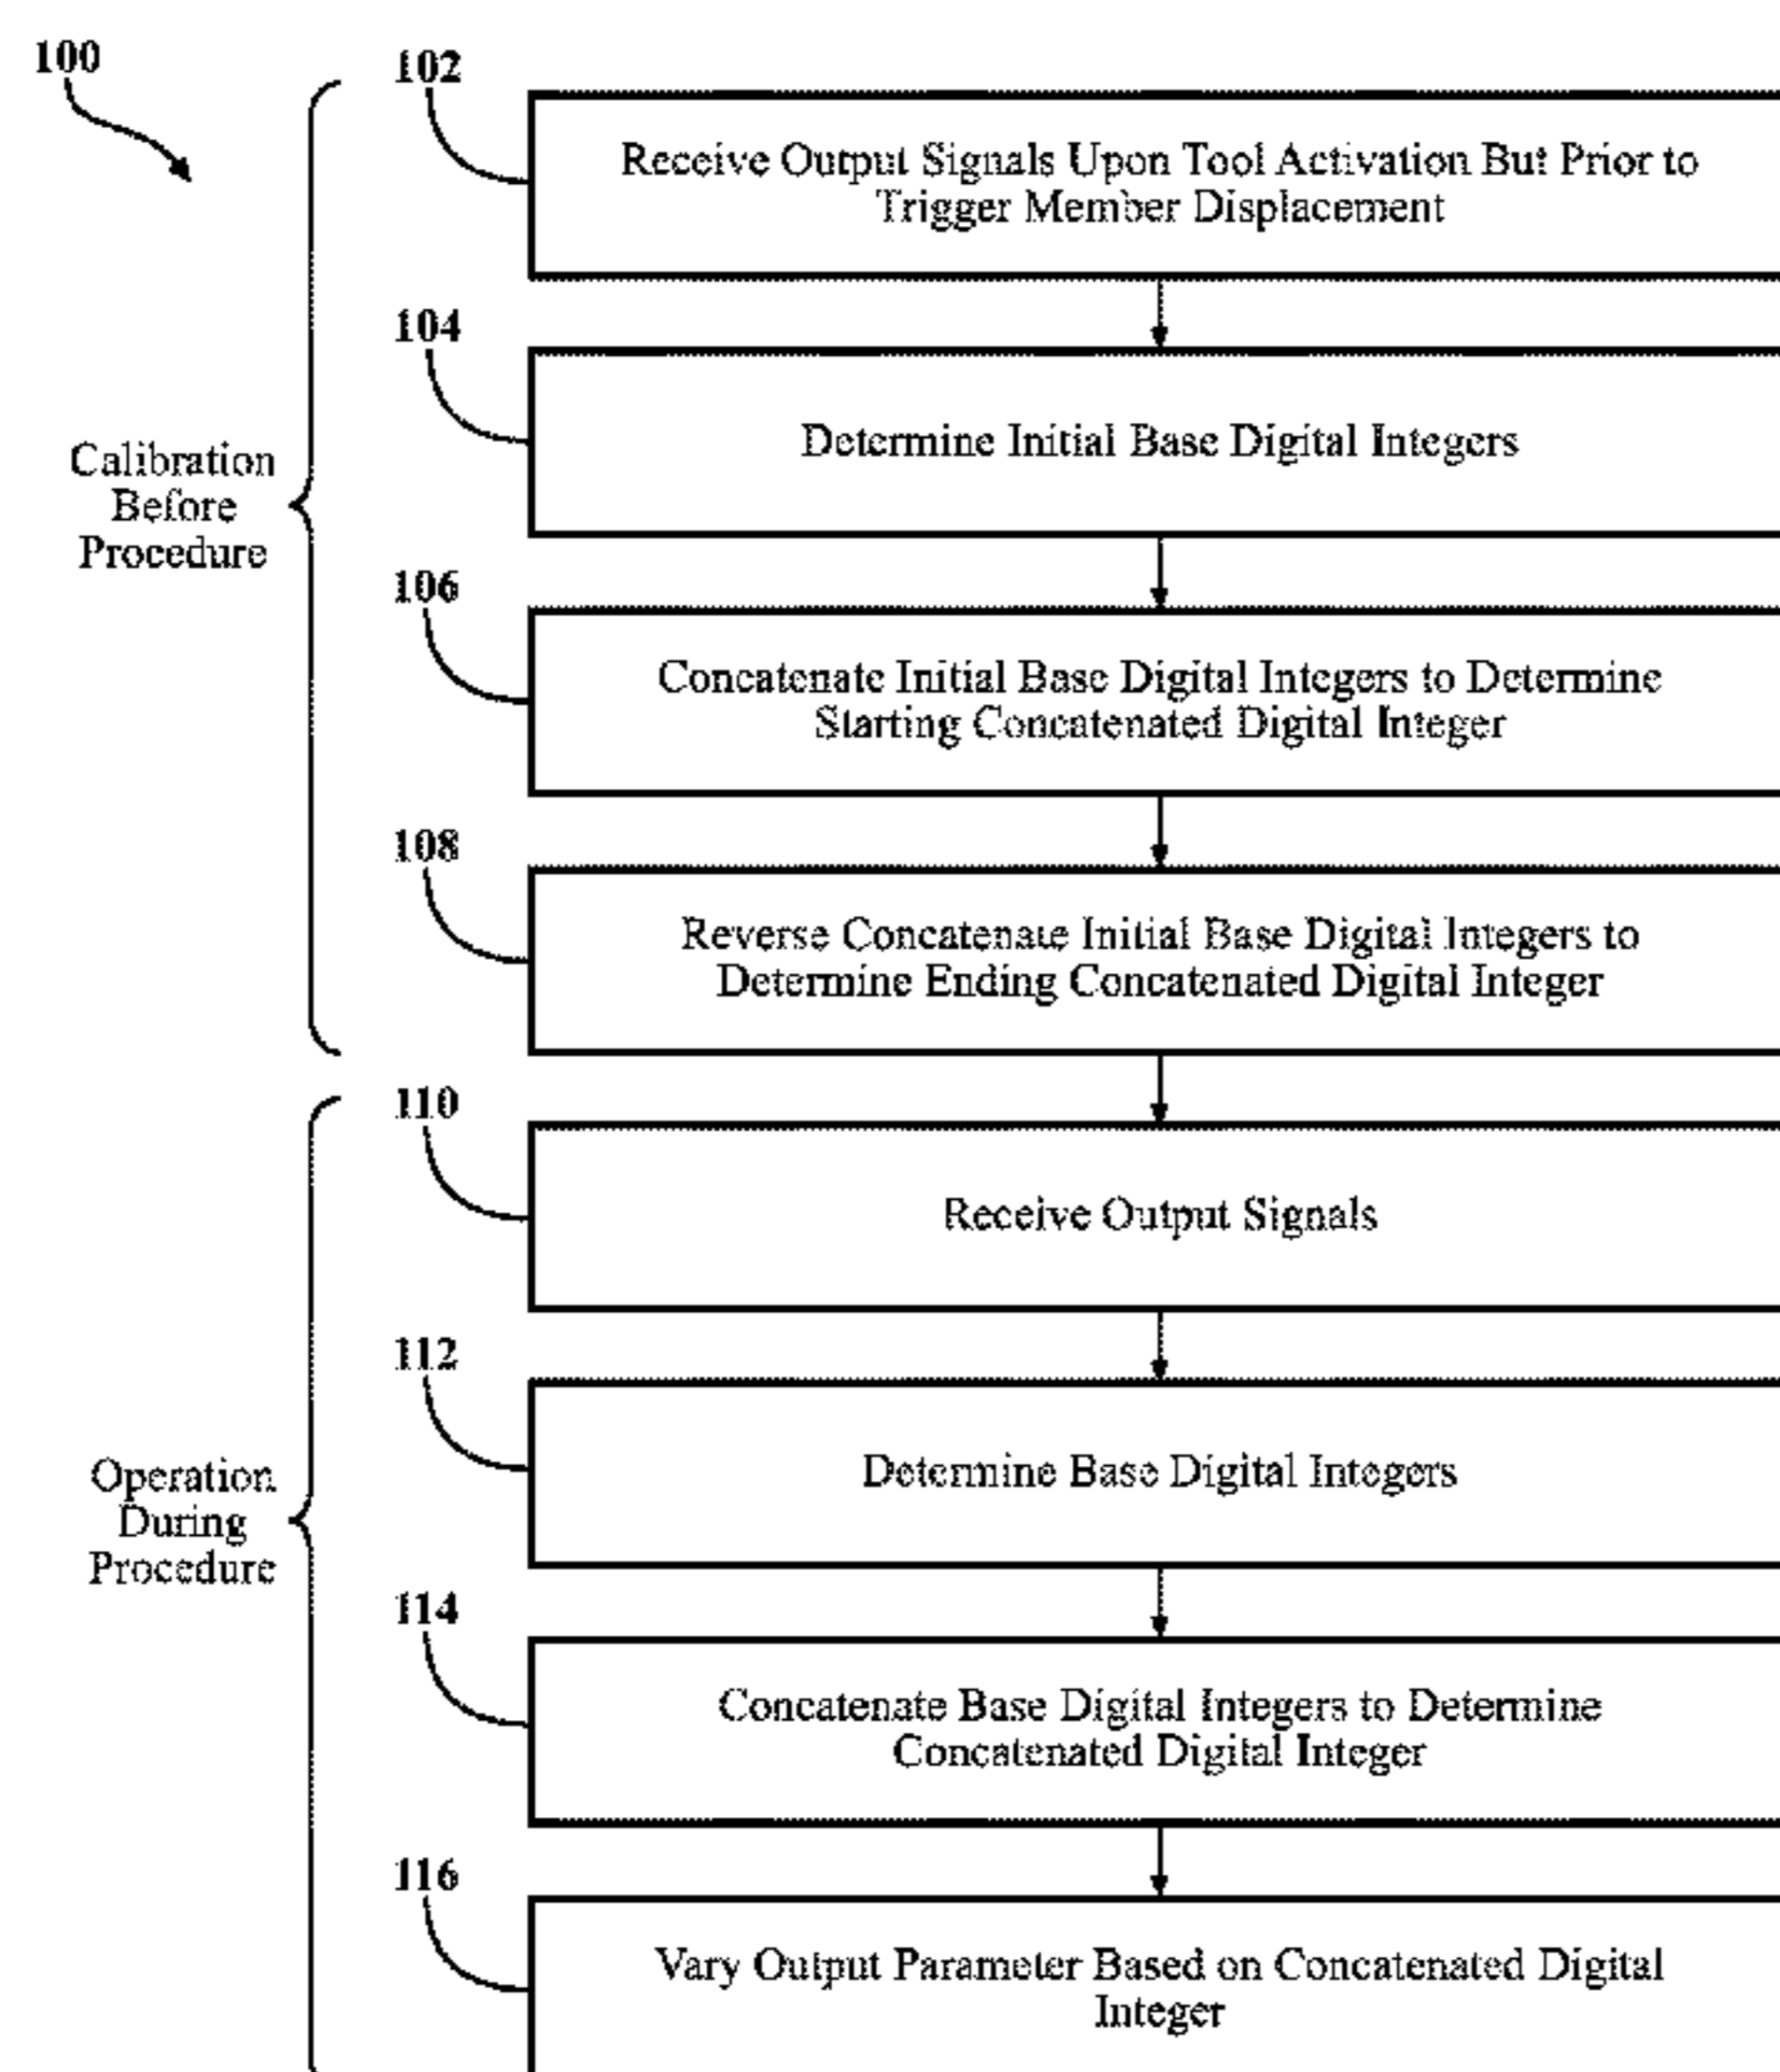 100
102
Receive Output Signals Upon Tool Activation But Prior to
Trigger Member Displacement
104
Determine Initial Base Digital Integers
Calibration
Before
Procedure
106
Concatenate Initial Base Digital Integers to Determine
Starting Concatenated Digital Integer
108
Reverse Concatenate Initial Base Digital Integers to
Determine Ending Concatenated Digital Integer
110
Receive Output Signals
112
Determine Base Digital Integers
Operation
During
Procedure
114
Concatenate Base Digital Integers to Determine
Concatenated Digital Integer
116
Vary Output Parameter Based on Concatenated Digital
Integer